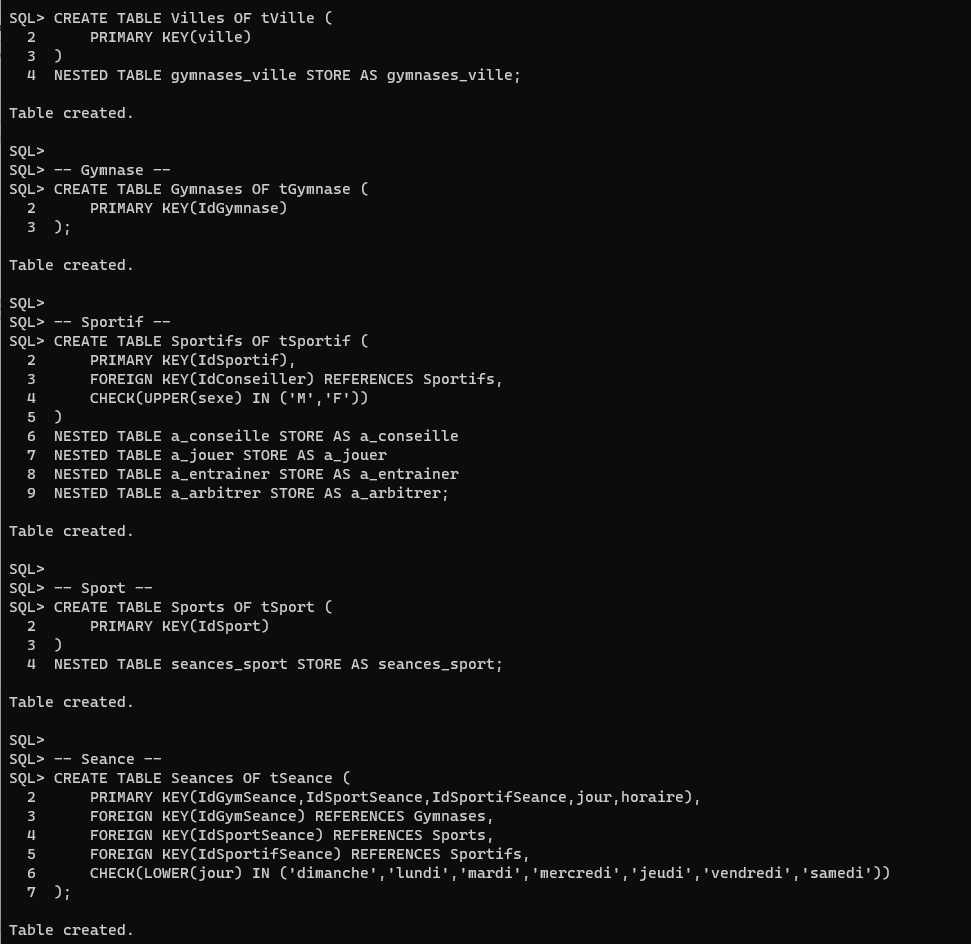 SQL> CREATE TABLE Villes OF tVille (
  2      PRIMARY KEY(ville)
  3  )
  4  NESTED TABLE gymnases_ville STORE AS gymnases_ville;

Table created.

SQL>
SQL> -- Gymnase --
SQL> CREATE TABLE Gymnases OF tGymnase (
  2      PRIMARY KEY(IdGymnase)
  3  );

Table created.

SQL>
SQL> -- Sportif --
SQL> CREATE TABLE Sportifs OF tSportif (
  2      PRIMARY KEY(IdSportif),
  3      FOREIGN KEY(IdConseiller) REFERENCES Sportifs,
  4      CHECK(UPPER(sexe) IN ('M','F'))
  5  )
  6  NESTED TABLE a_conseille STORE AS a_conseille
  7  NESTED TABLE a_jouer STORE AS a_jouer
  8  NESTED TABLE a_entrainer STORE AS a_entrainer
  9  NESTED TABLE a_arbitrer STORE AS a_arbitrer;

Table created.

SQL>
SQL> -- Sport --
SQL> CREATE TABLE Sports OF tSport (
  2      PRIMARY KEY(IdSport)
  3  )
  4  NESTED TABLE seances_sport STORE AS seances_sport;

Table created.

SQL>
SQL> -- Seance --
SQL> CREATE TABLE Seances OF tSeance (
  2      PRIMARY KEY(IdGymSeance,IdSportSeance,IdSportifSeance,jour,horaire),
  3      FOREIGN KEY(IdGymSeance) REFERENCES Gymnases,
  4      FOREIGN KEY(IdSportSeance) REFERENCES Sports,
  5      FOREIGN KEY(IdSportifSeance) REFERENCES Sportifs,
  6      CHECK(LOWER(jour) IN ('dimanche','lundi','mardi','mercredi','jeudi','vendredi','samedi'))
  7  );

Table created.